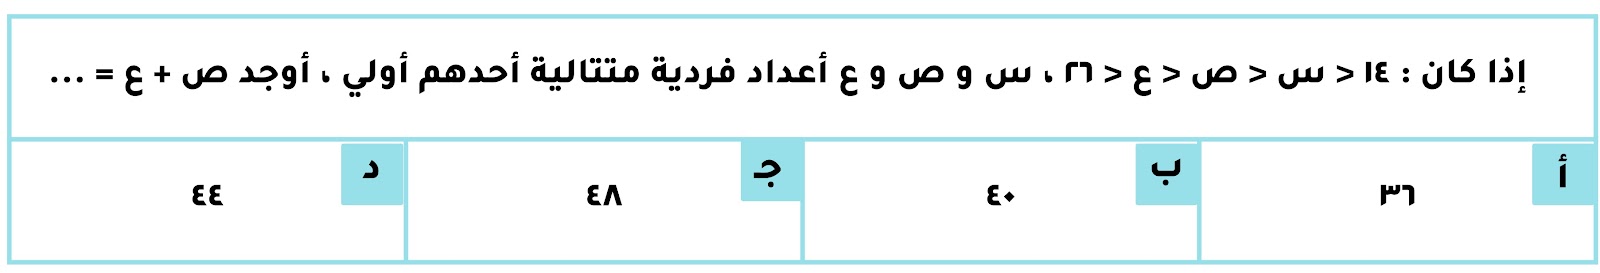 إذا كان : ١٤ < س < ص < ع < ٢٦ ، س و ص و ع أعداد فردية متتالية أحدهم أولي ، أوجد ص + ع = ...
أ
٣٦
ب
٤٠
جـ
٤٨
د
٤٤